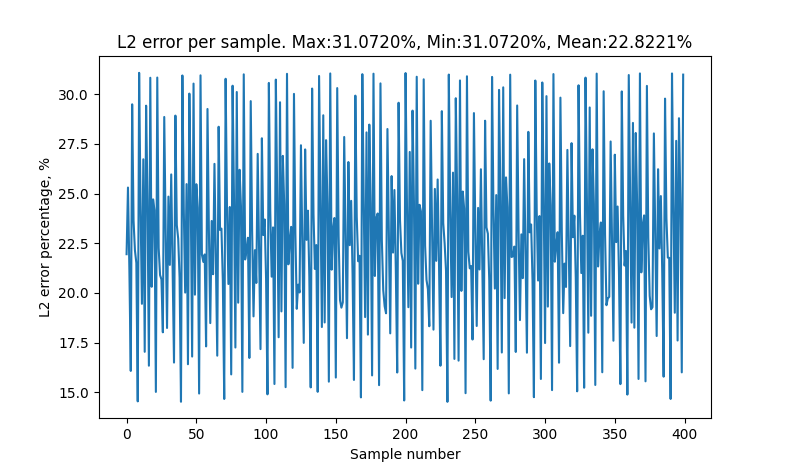 L2 error per sample. Max:31.0720%, Min:31.0720%, Mean:22.8221%
30.0
27.5
25.0
22.5
20.0
17.5
15.0
L2 error percentage, %
0 50 100 150 200 250 300 350 400
Sample number